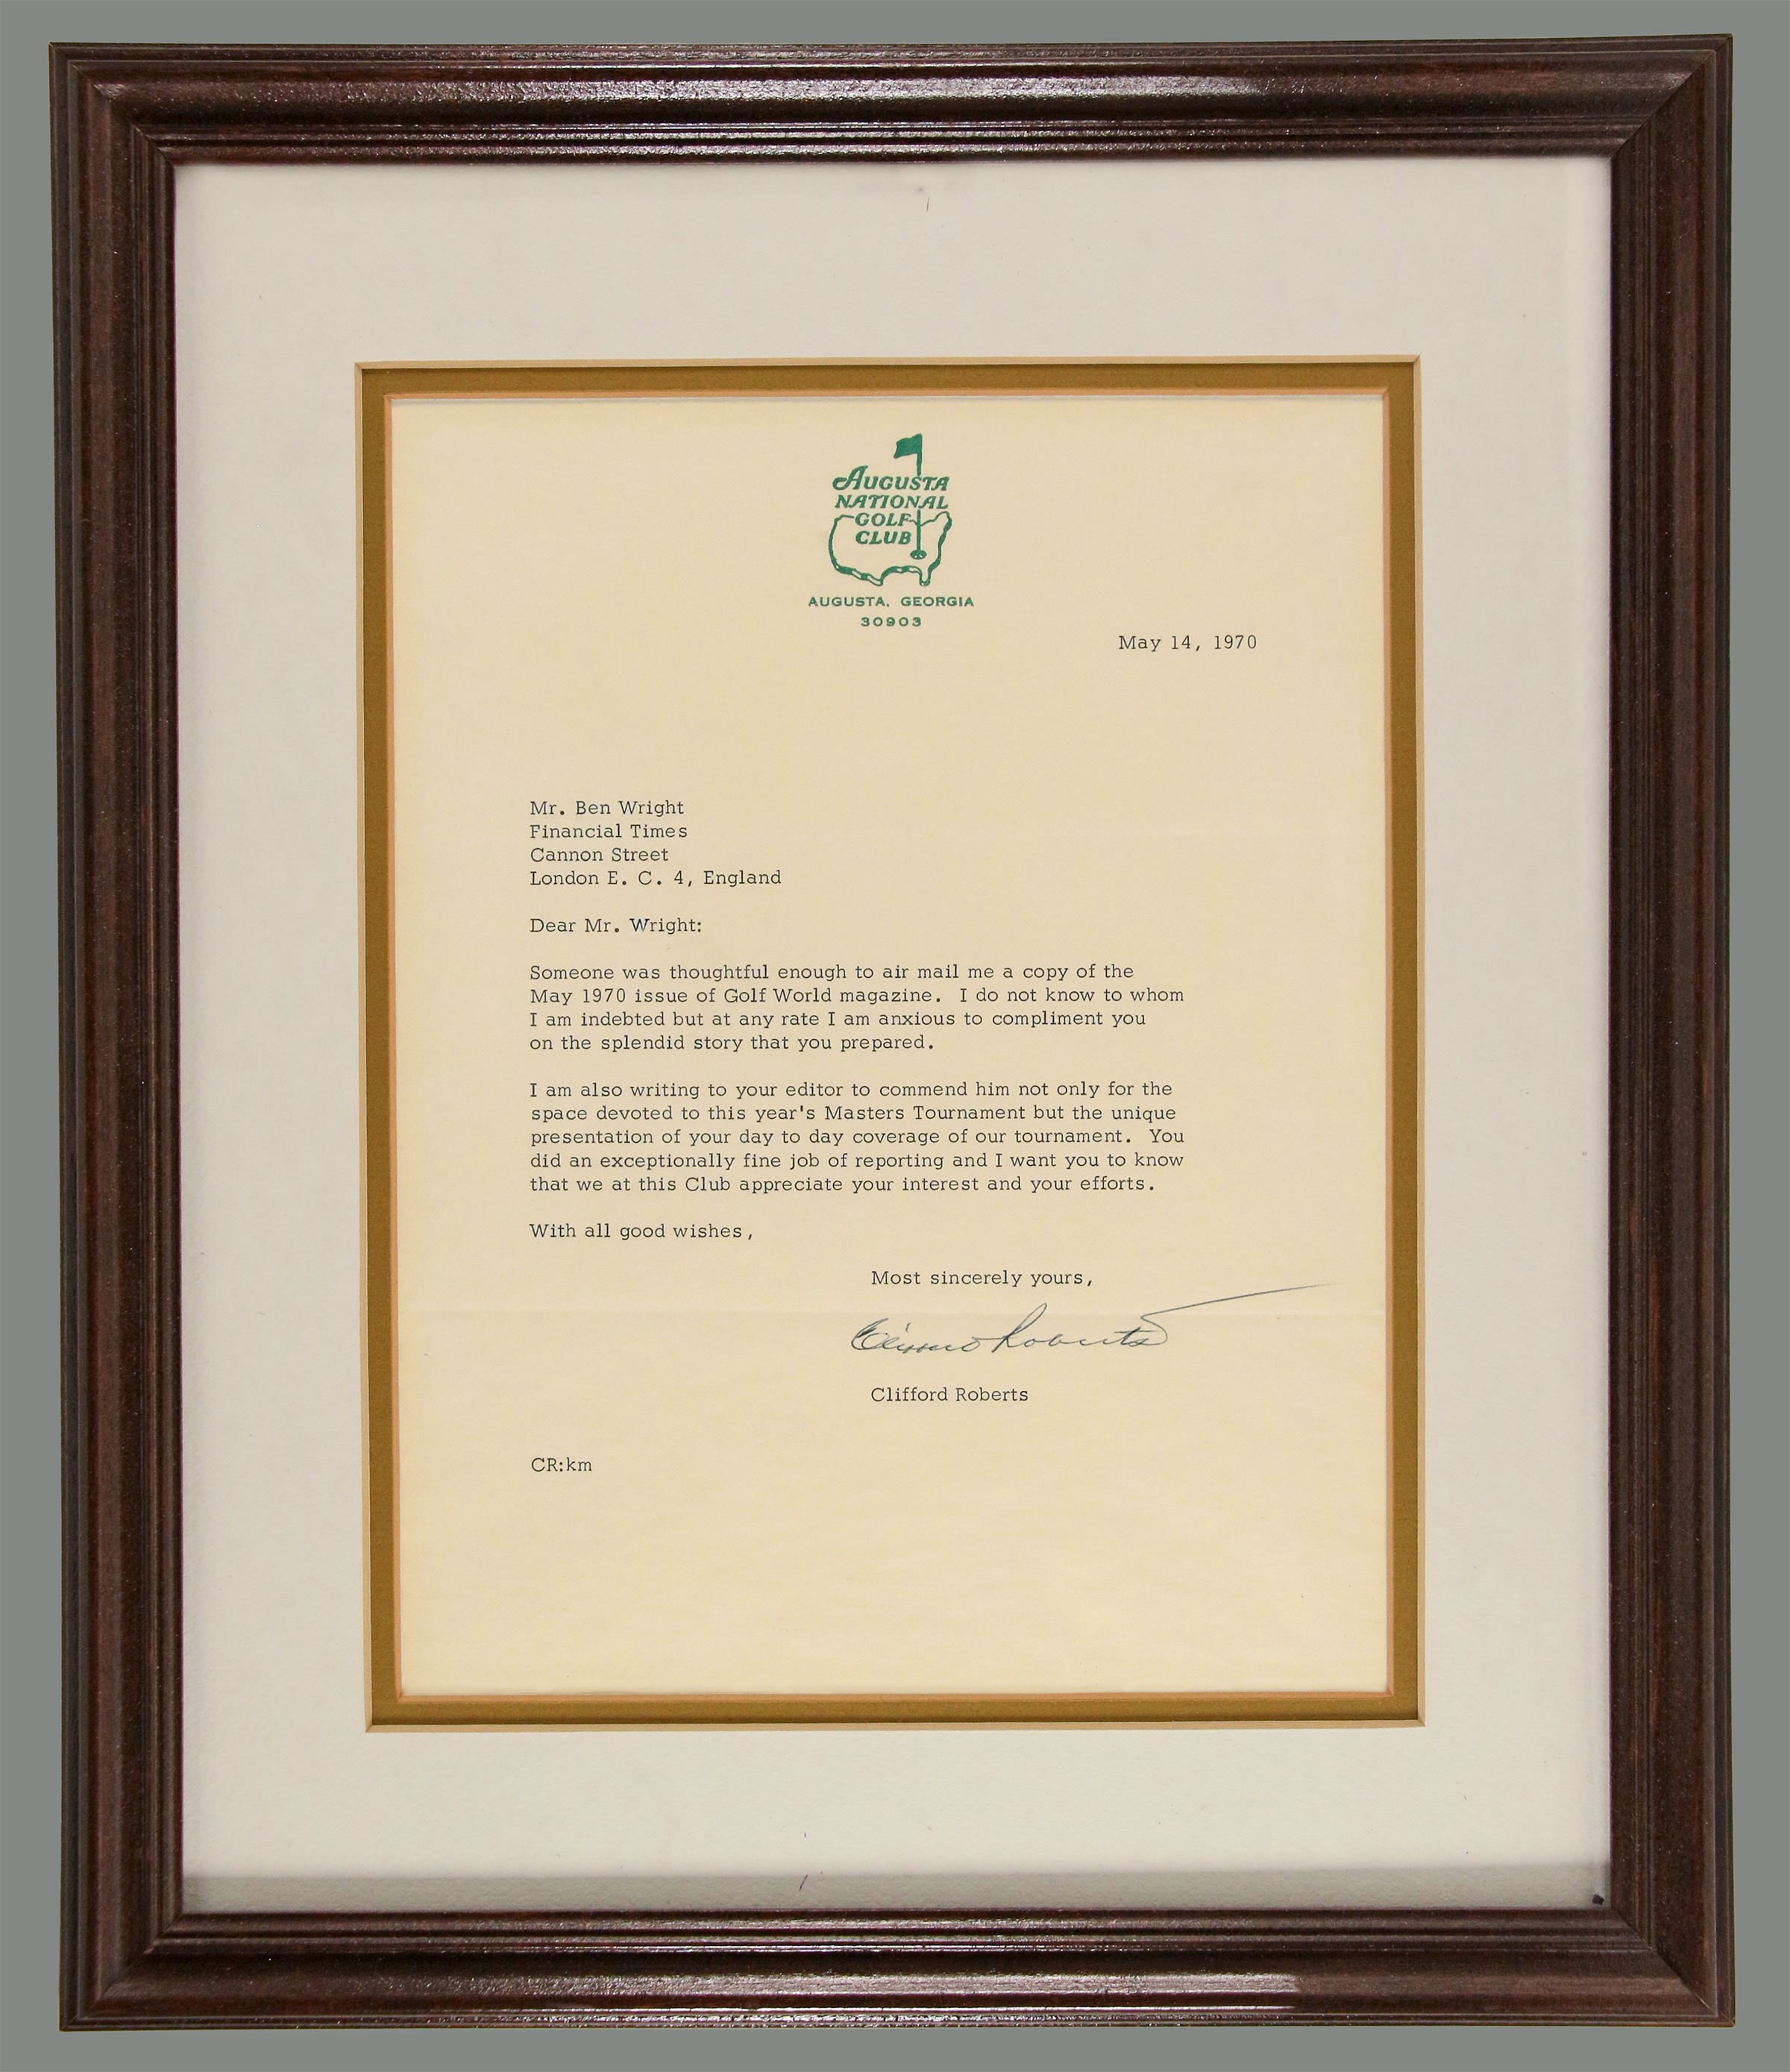 Augusta
National
Golf
Club
AUGUSTA, GEORGIA
30903
May 14, 1970
Mr. Ben Wright
Financial Times
Cannon Street
London E. C. 4, England
Dear Mr. Wright:
Someone was thoughtful enough to air mail me a copy of the
May 1970 issue of Golf World magazine. I do not know to whom
I am indebted but at any rate I am anxious to compliment you
on the splendid story that you prepared.
I am also writing to your editor to commend him not only for the
space devoted to this year's Masters Tournament but the unique
presentation of your day to day coverage of our tournament. You
did an exceptionally fine job of reporting and I want you to know
that we at this Club appreciate your interest and your efforts.
With all good wishes,
Most sincerely yours,
Clifford Roberts
Clifford Roberts
CR:km